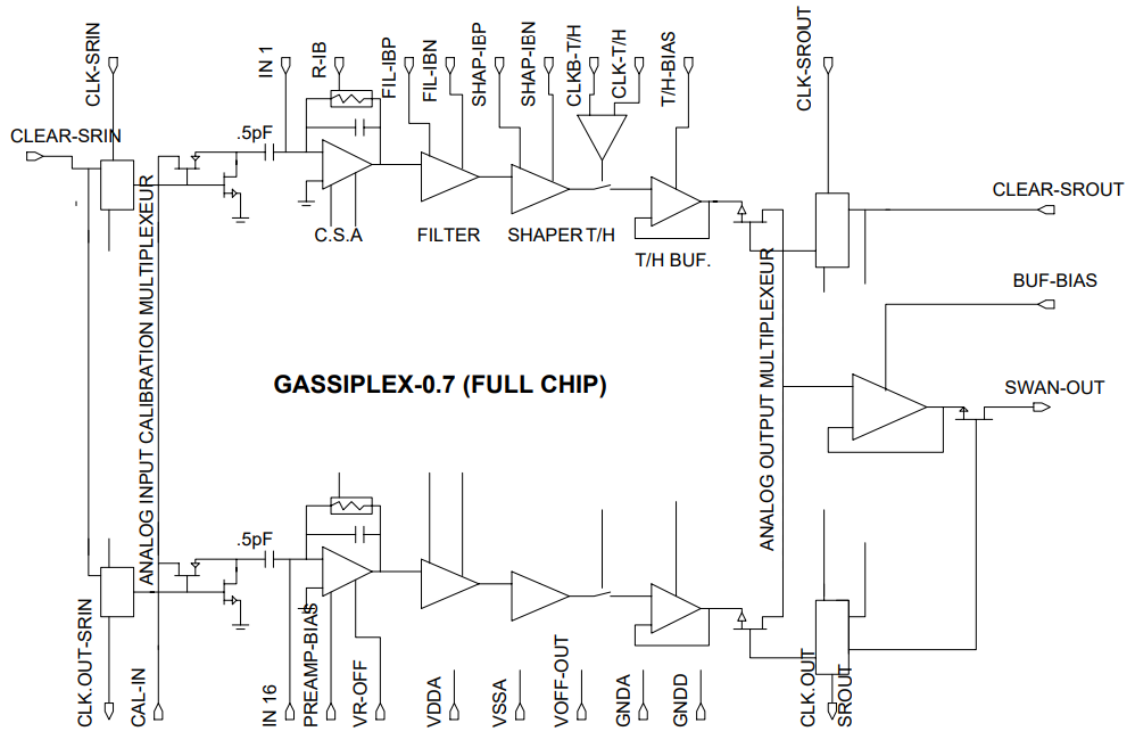 CLK-SRIN
IN 1
R-IB
FIL-IBP
FIL-IBN
SHAP-IBP
SHAP-IBN
CLKB-T/H
CLK-T/H
T/H-BIAS
CLK-SROUT
CLEAR-SRIN
.5pF
CLEAR-SROUT
C.S.A
FILTER
SHAPER
T/H
T/H BUF.
BUF-BIAS
ANALOG INPUT CALIBRATION MULTIPLEXEUR
GASSIPLEX-0.7 (FULL CHIP)
ANALOG OUTPUT MULTIPLEXEUR
SWAN-OUT
.5pF
CLK.OUT-SRIN
CAL-IN
IN 16
PREAMP-BIAS
VR-OFF
VDDA
VSSA
VOFF-OUT
GNDA
GNDD
CLK.OUT
SROUT